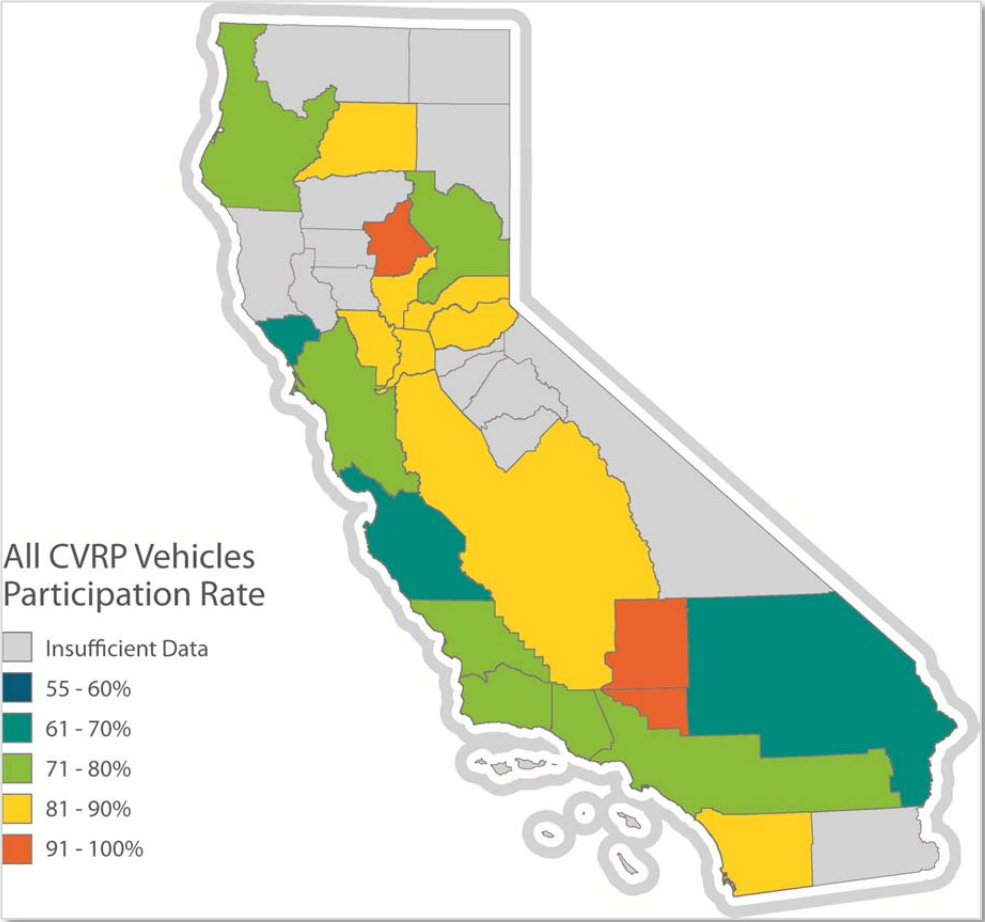 All CVRP Vehicles
Participation Rate
Insufficient Data
55 - 60%
61 - 70%
71 - 80%
81 - 90%
91 - 100%